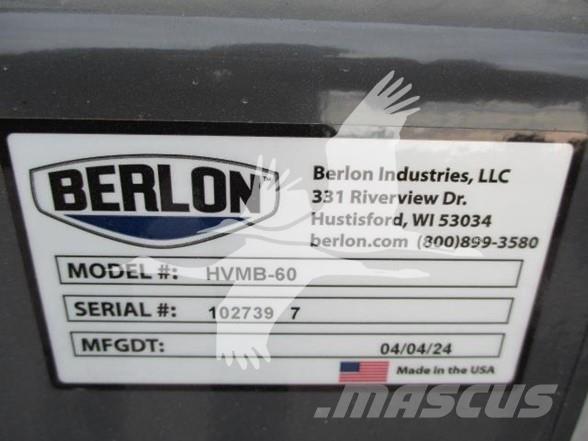 BERLON™
Berlon Industries, LLC
331 Riverview Dr.
Hustisford, WI 53034
berlon.com (800)899-3580
MODEL #: HVMB-60
SERIAL #: 102739 7
MFGDT: 04/04/24
Made in the USA
MASCUS